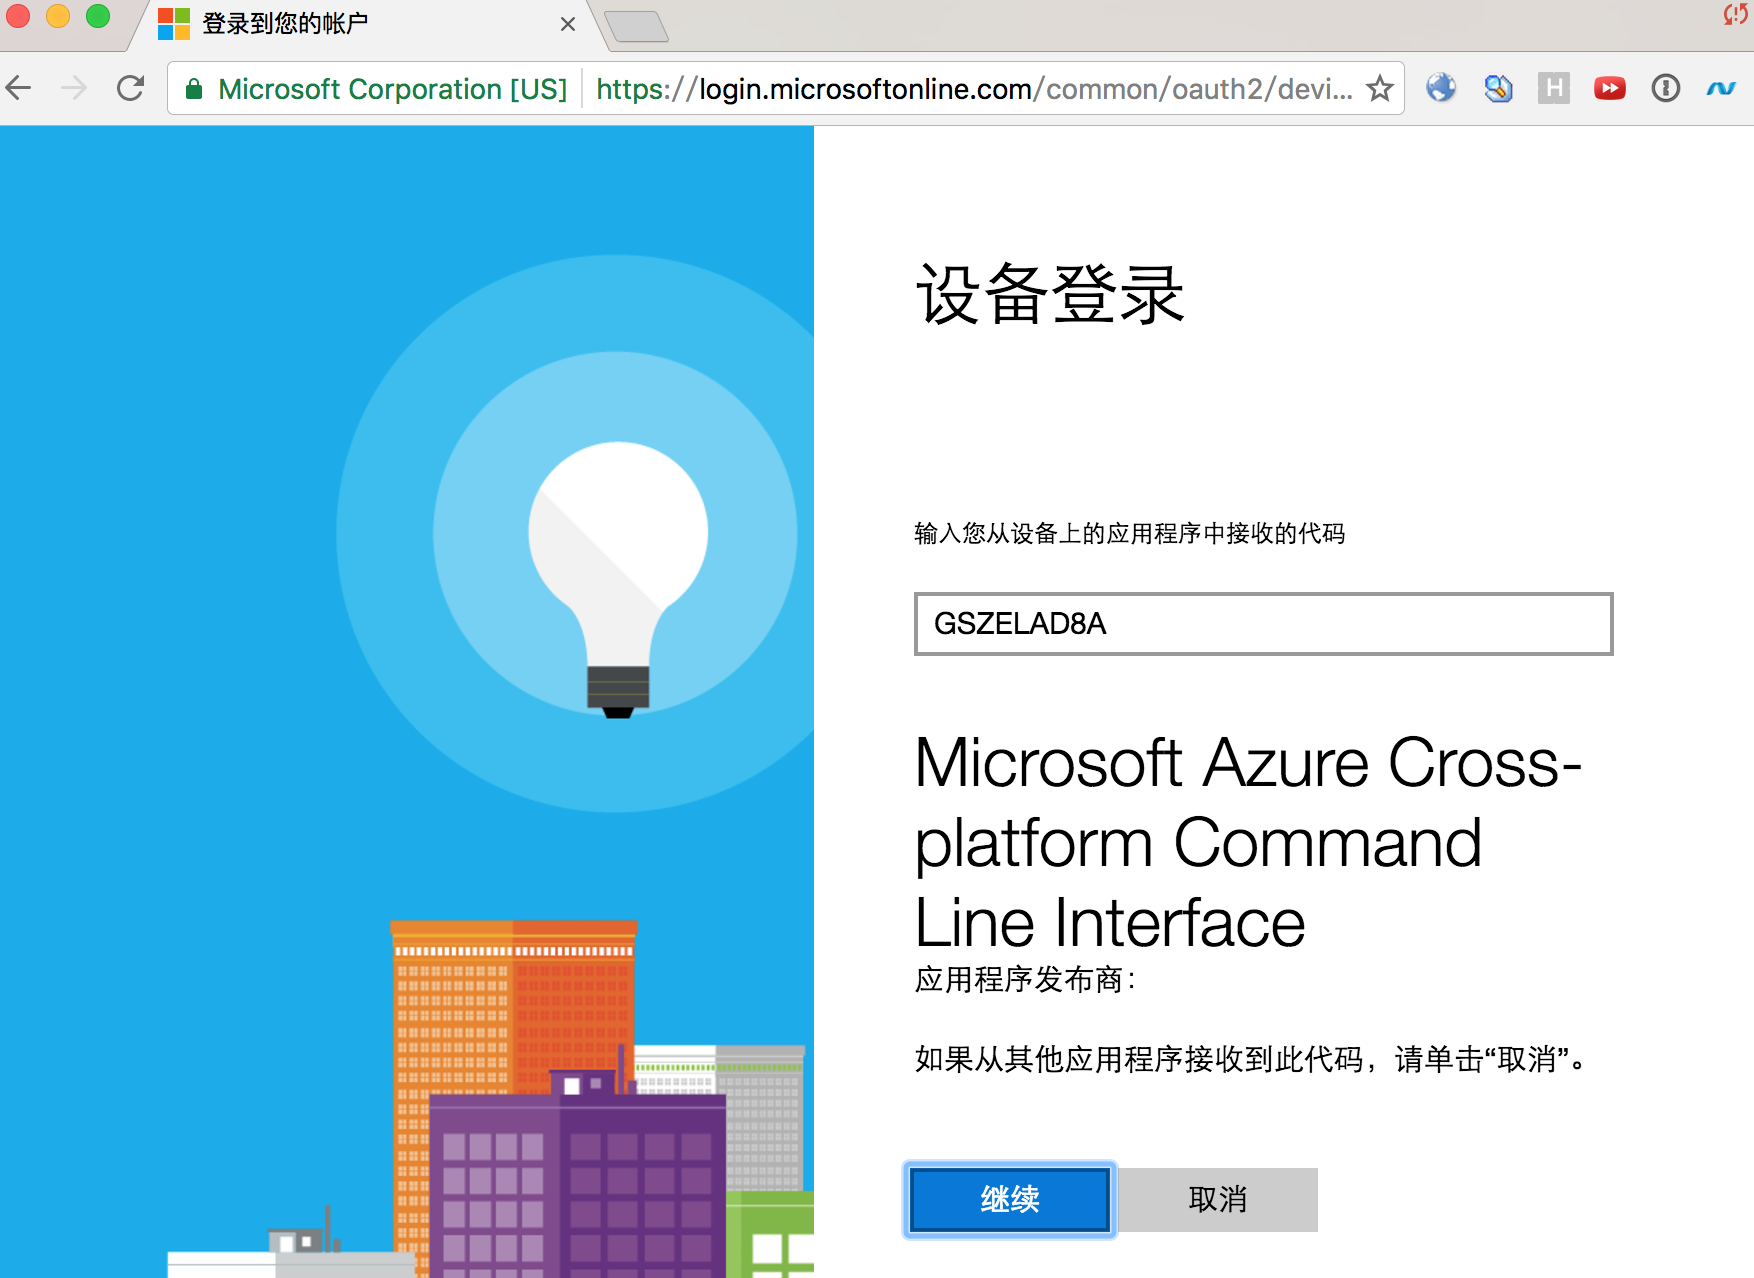 登录到您的帐户
Microsoft Corporation [US] https://login.microsoftonline.com/common/oauth2/devi...
H
设备登录
输入您从设备上的应用程序中接收的代码
GSZELAD8A
Microsoft Azure Cross-
platform Command
Line Interface
应用程序发布商：
如果从其他应用程序接收到此代码，请单击“取消”。
继续 取消